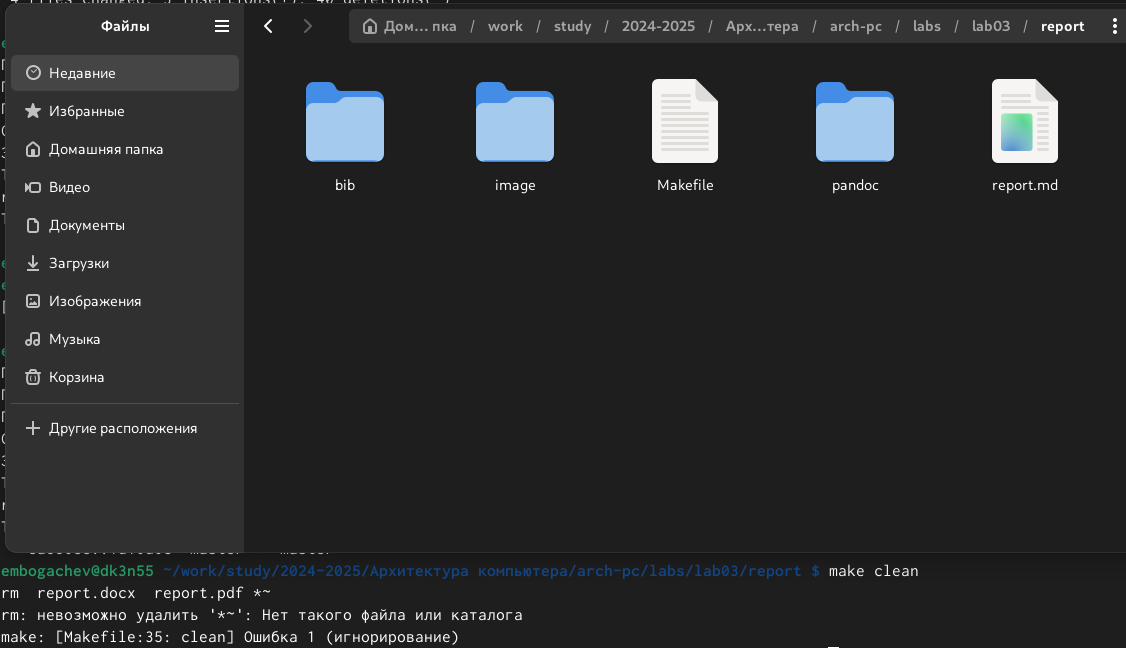 Файлы
Дом... пка / work / study / 2024-2025 / Арх...тера / arch-pc / labs / lab03 / report
Недавние
Избранные
Домашняя папка
Видео
Документы
Загрузки
Изображения
Музыка
Корзина
Другие расположения
bib image Makefile pandoc report.md
embogachev@dk3n55 ~/work/study/2024-2025/Архитектура компьютера/arch-pc/labs/lab03/report $ make clean
rm report.docx report.pdf *~
rm: невозможно удалить '*~': Нет такого файла или каталога
make: [Makefile:35: clean] Ошибка 1 (игнорирование)